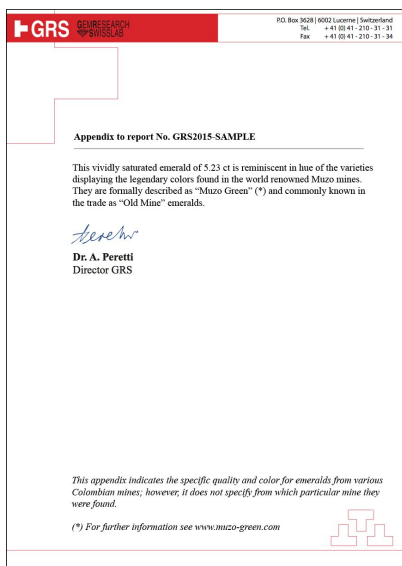 GRS GEMRESEARCH
SWISSLAB
P.O. Box 3628 | 6002 Lucerne | Switzerland
Tel. + 41 (0) 41 - 210 - 31 - 31
Fax + 41 (0) 41 - 210 - 31 - 34
Appendix to report No. GRS2015-SAMPLE
This vividly saturated emerald of 5.23 ct is reminiscent in hue of the varieties
displaying the legendary colors found in the world renowned Muzo mines.
They are formally described as “Muzo Green” (*) and commonly known in
the trade as “Old Mine” emeralds.
Dr. A. Peretti
Director GRS
This appendix indicates the specific quality and color for emeralds from various
Colombian mines; however, it does not specify from which particular mine they
were found.
(*) For further information see www.muzo-green.com